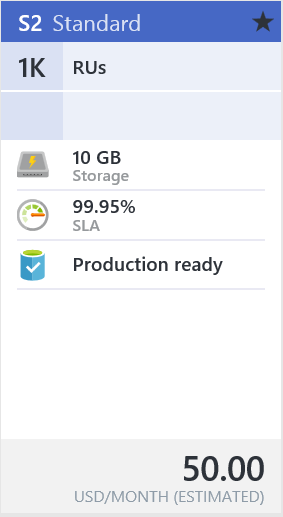 S2 Standard
1K RUs
10 GB
Storage
99.95%
SLA
Production ready
50.00
USD/MONTH (ESTIMATED)